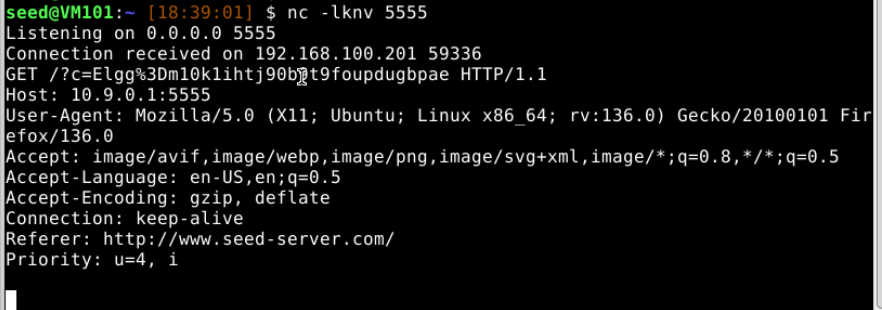 seed@VM101:~ [18:39:01] $ nc -lknv 5555
Listening on 0.0.0.0 5555
Connection received on 192.168.100.201 59336
HTTP/1.1
Host: 10.9.0.1:5555
User-Agent: Mozilla/5.0 (X11; Ubuntu; Linux x86_64; rv:136.0) Gecko/20100101 Fir
efox/136.0
Accept: image/avif,image/webp,image/png,image/svg+xml,image/*;q=0.8,*/*;q=0.5
Accept-Language: en-US,en;q=0.5
Accept-Encoding: gzip, deflate
Connection: keep-alive
Referer: http://www.seed-server.com/
Priority: u=4, i